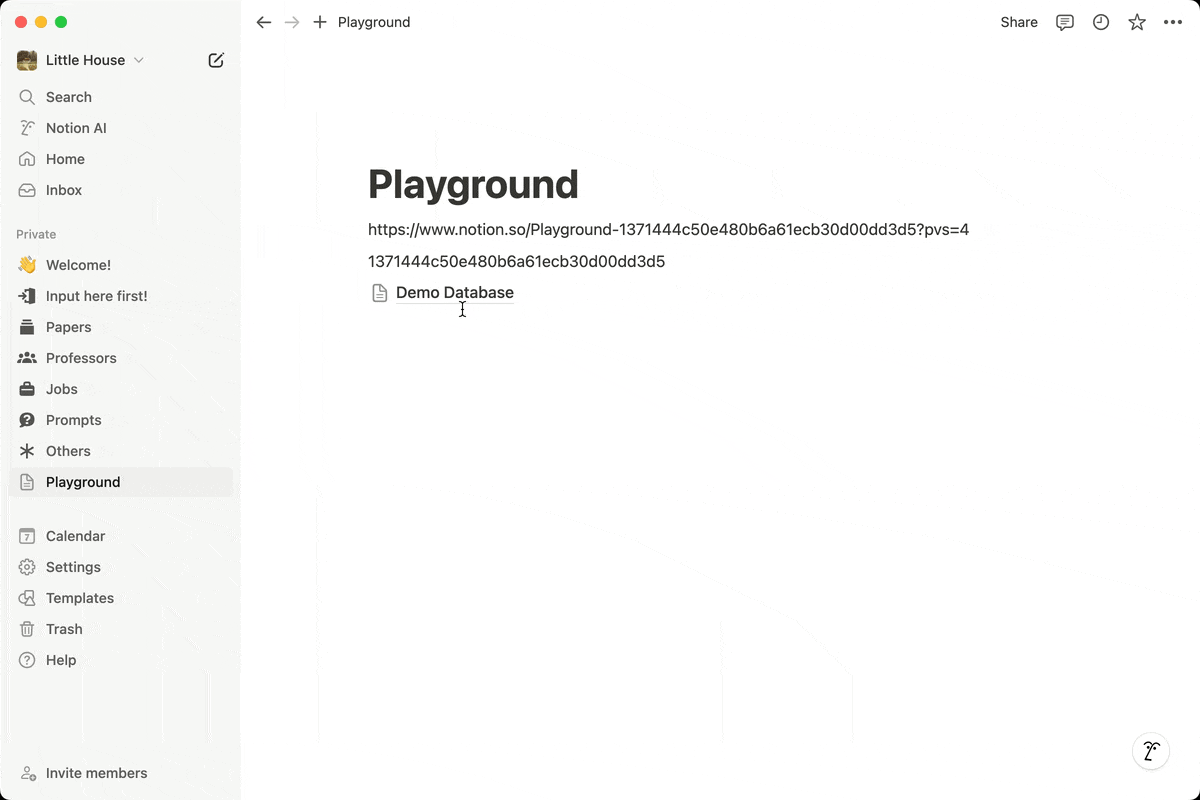 Playground
Share
Little House
Search
Notion AI
Home
Inbox
Private
Welcome!
Input here first!
Papers
Professors
Jobs
Prompts
Others
Playground
7
Calendar
Settings
Templates
Trash
Help
Invite members
Playground
https://www.notion.so/Playground-1371444c50e480b6a61ecb30d00dd3d5?pvs=4
1371444c50e480b6a61ecb30d00dd3d5
Demo Database